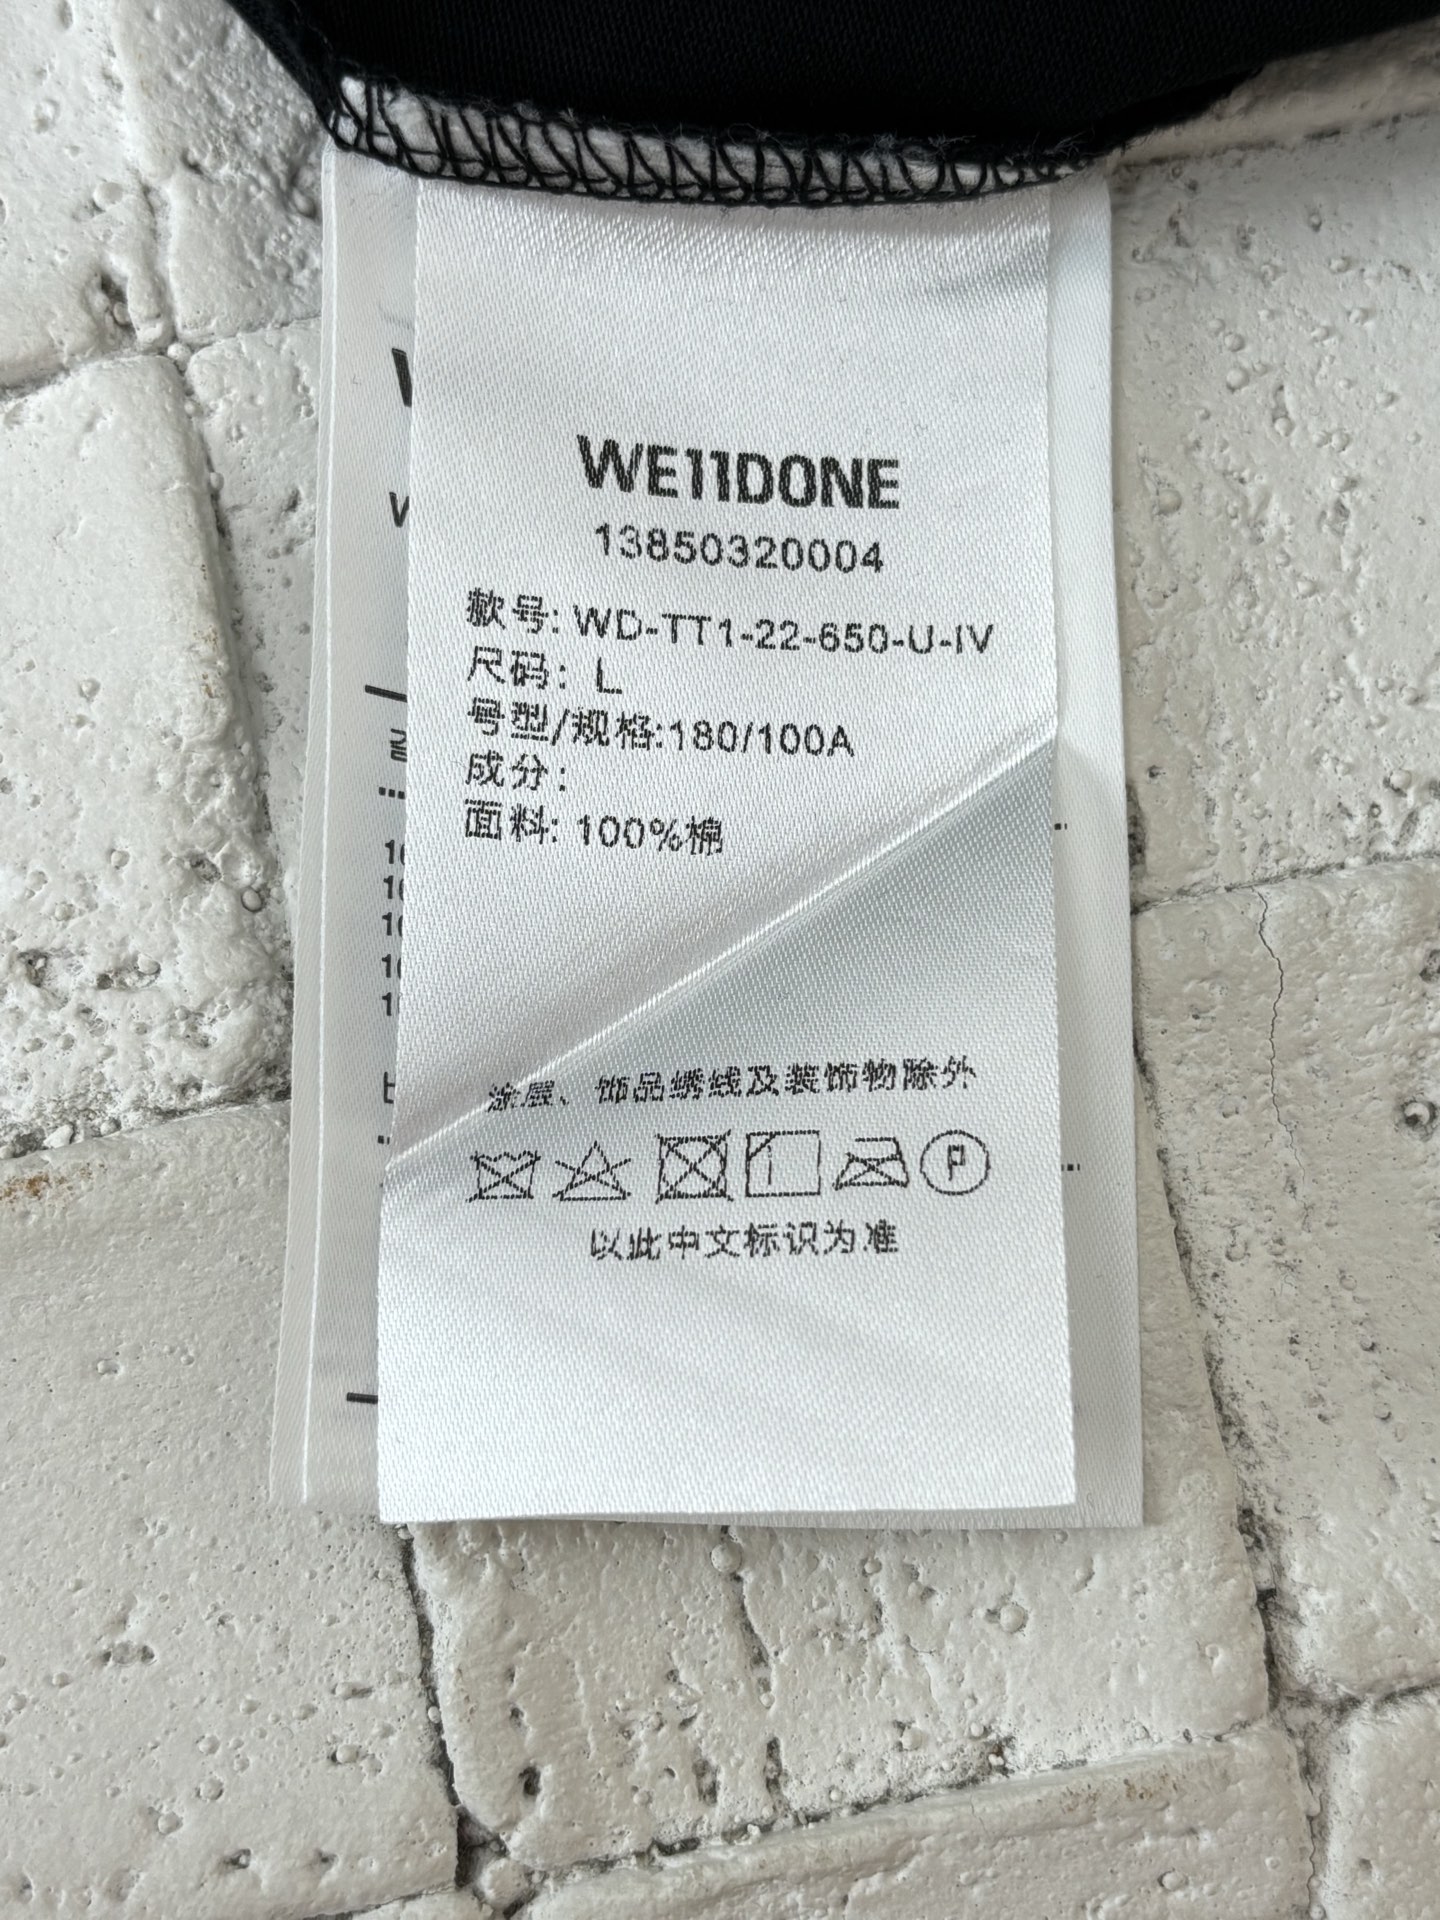 WE11DONE
13850320004
款号: WD-TT1-22-650-U-IV
尺码: L
号型/规格:180/100A
成分:
面料: 100%棉
涂层、饰品绣线及装饰物除外
P
以此中文标识为准